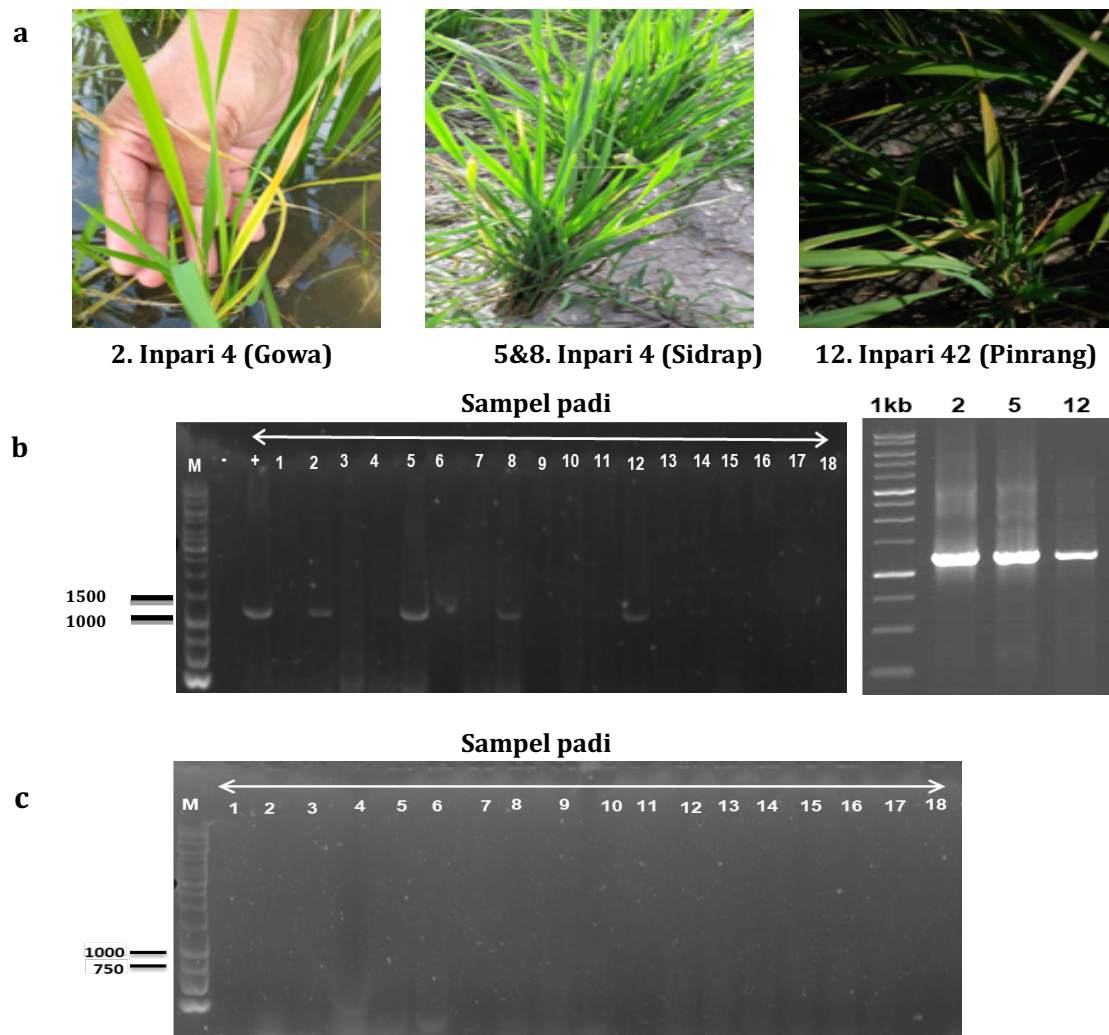 a
2. Inpari 4 (Gowa)
5&8. Inpari 4 (Sidrap)
12. Inpari 42 (Pinrang)
b
Sampel padi
M - + 1 2 3 4 5 6 7 8 9 10 11 12 13 14 15 16 17 18
1500
1000
1kb 2 5 12
c
Sampel padi
M 1 2 3 4 5 6 7 8 9 10 11 12 13 14 15 16 17 18
1000
750